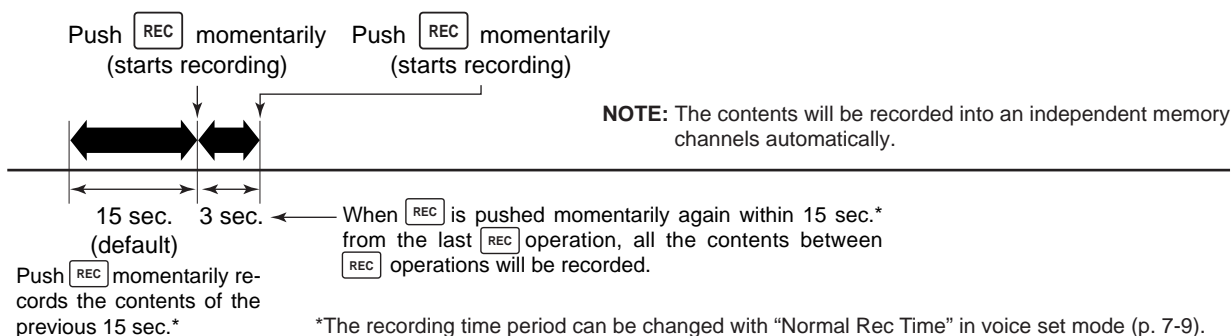 Push REC momentarily
(starts recording)
Push REC momentarily
(starts recording)
NOTE: The contents will be recorded into an independent memory
channels automatically.
15 sec.
(default)
3 sec.
Push REC momentarily re-
cords the contents of the
previous 15 sec.*
When REC is pushed momentarily again within 15 sec.*
from the last REC operation, all the contents between
REC operations will be recorded.
*The recording time period can be changed with “Normal Rec Time” in voice set mode (p. 7-9).